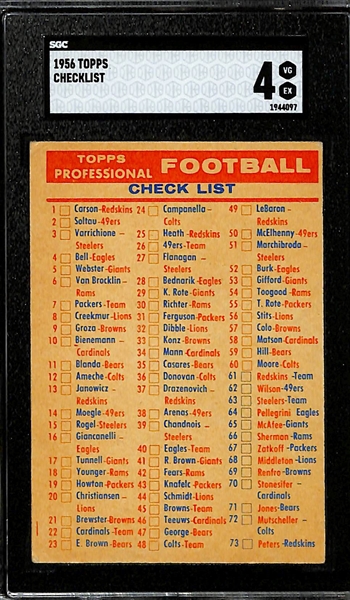 SGC
1956 TOPPS
CHECKLIST
4
VG
EX
1944097
TOPPS
PROFESSIONAL
FOOTBALL
CHECK LIST
1 Carson-Redskins
2 Soltau-49ers
3 Varrichione -
Steelers
4 Bell-Eagles
5 Webster-Giants
6 Van Brocklin -
Rams
7 Packers-Team
8 Creekmur-Lions
9 Groza-Browns
10 Bienemann -
Cardinals
11 Blanda-Bears
12 Ameche-Colts
13 Janowicz -
Redskins
14 Moegle-49ers
15 Rogel-Steelers
16 Giancanelli -
Eagles
17 Tunnell-Giants
18 Younger-Rams
19 Howton-Packers
20 Christiansen -
Lions
21 Brewster-Browns
22 Cardinals-Team
23 E. Brown-Bears
24 Campanella -
Colts
25 Heath-Redskins
26 49ers-Team
27 Flanagan -
Steelers
28 Bednarik-Eagles
29 K. Rote-Giants
30 Richter-Rams
31 Ferguson-Packers
32 Dibble-Lions
33 Konz-Browns
34 Mann-Cardinals
35 Casares-Bears
36 Donovan-Colts
37 Drazenovich -
Redskins
38 Arenas-49ers
39 Chandnois -
Steelers
40 Eagles-Team
41 R. Brown-Giants
42 Fears-Rams
43 Knafelc-Packers
44 Schmidt-Lions
45 Browns-Team
46 Teeuws-Cardinals
47 George-Bears
48 Colts-Team
49 LeBaron -
Redskins
50 McElhenny-49ers
51 Marchibroda -
Steelers
52 Burk-Eagles
53 Gifford-Giants
54 Toogood-Rams
55 T. Rote-Packers
56 Stits-Lions
57 Colo-Browns
58 Matson-Cardinals
59 Hill-Bears
60 Moore-Colts
61 Redskins-Team
62 Wilson-49ers
63 Steelers-Team
64 Pellegrini Eagles
65 McAfee-Giants
66 Sherman-Rams
67 Zatkoff-Packers
68 Middleton-Lions
69 Renfro-Browns
70 Stonesifer -
Cardinals
71 Jones-Bears
72 Mutscheller -
Colts
73 Peters-Redskins